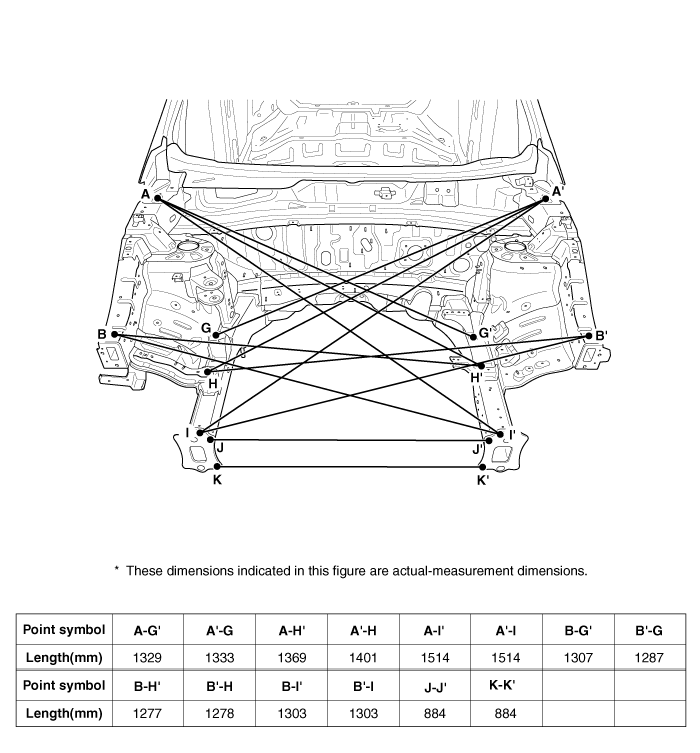 A A'
G G'
B B'
H H'
I I'
J J'
K K'
* These dimensions indicated in this figure are actual-measurement dimensions.
Point symbol A-G' A'-G A-H' A'-H A-I' A'-I B-G' B'-G
Length(mm) 1329 1333 1369 1401 1514 1514 1307 1287
Point symbol B-H' B'-H B-I' B'-I J-J' K-K'
Length(mm) 1277 1278 1303 1303 884 884